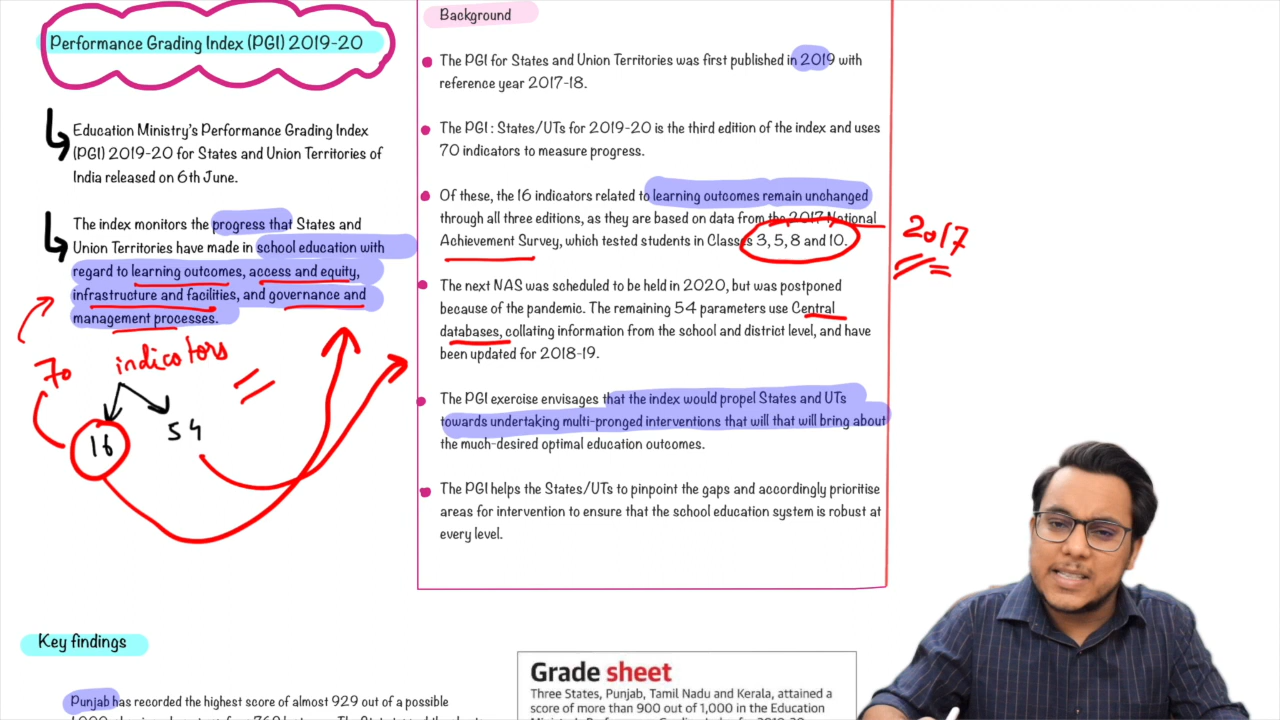 Performance Grading Index (PGI) 2019-20
Education Ministry's Performance Grading Index
(PGI) 2019-20 for States and Union Territories of
India released on 6th June.
The index monitors the progress that States and
Union Territories have made in school education with
regard to learning outcomes, access and equity,
infrastructure and facilities, and governance and
management processes.
70 indicators
16 54
Background
The PGI for States and Union Territories was first published in 2019 with
reference year 2017-18.
The PGI : States/UTs for 2019-20 is the third edition of the index and uses
70 indicators to measure progress.
Of these, the 16 indicators related to learning outcomes remain unchanged
through all three editions, as they are based on data from the 2017 National
Achievement Survey, which tested students in Classes 3, 5, 8 and 10.
2017
The next NAS was scheduled to be held in 2020, but was postponed
because of the pandemic. The remaining 54 parameters use Central
databases, collating information from the school and district level, and have
been updated for 2018-19.
The PGI exercise envisages that the index would propel States and UTs
towards undertaking multi-pronged interventions that will that will bring about
the much-desired optimal education outcomes.
The PGI helps the States/UTs to pinpoint the gaps and accordingly prioritise
areas for intervention to ensure that the school education system is robust at
every level.
Key findings
Punjab has recorded the highest score of almost 929 out of a possible
Grade sheet
Three States, Punjab, Tamil Nadu and Kerala, attained a
score of more than 900 out of 1,000 in the Education